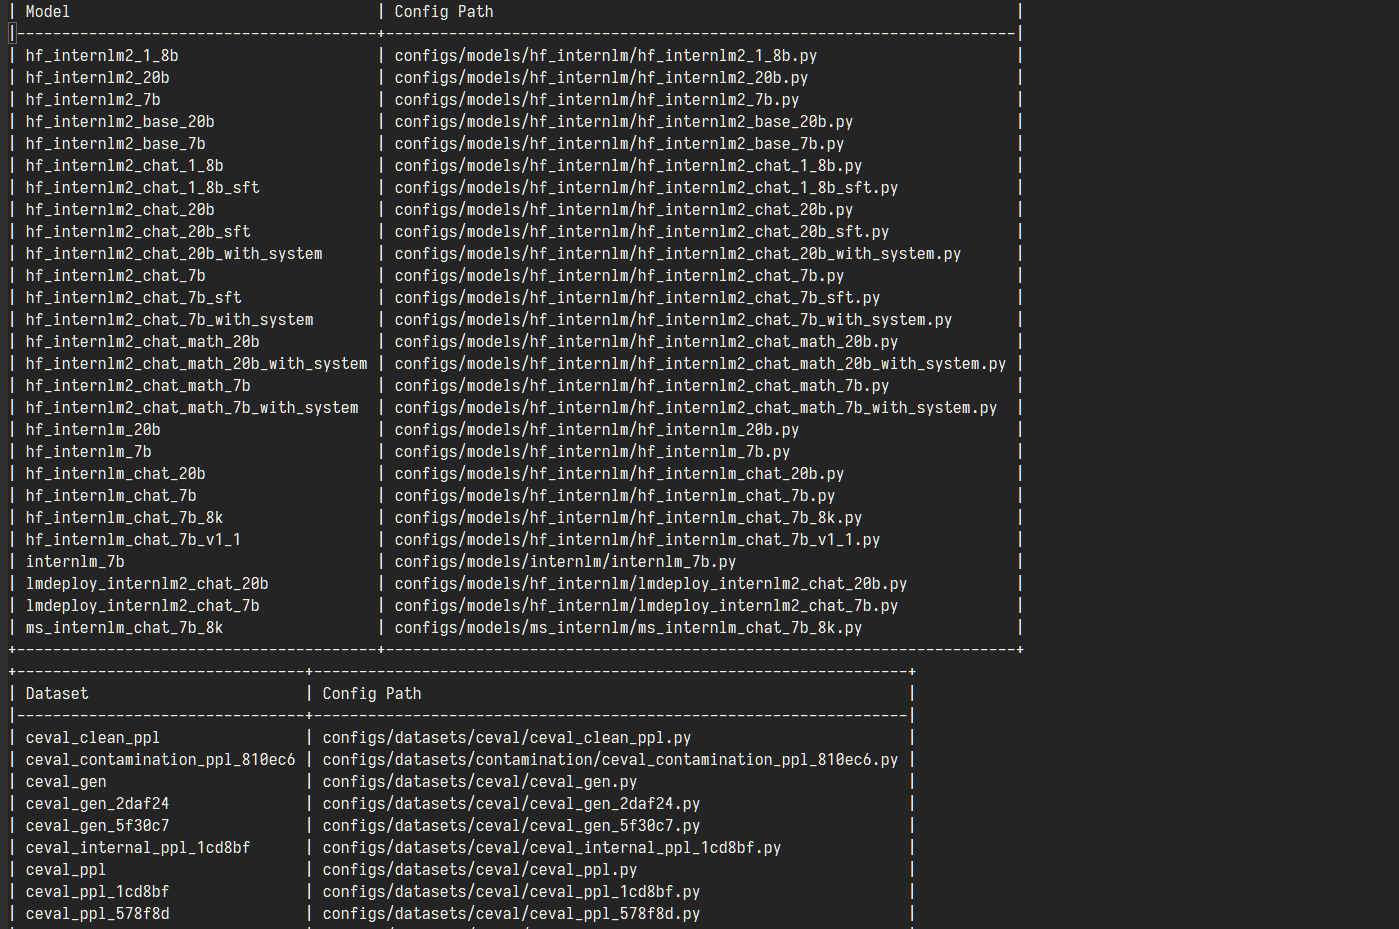 | Model | Config Path |
|----------------------------------------+----------------------------------------------------------------------|
| hf_internlm2_1_8b | configs/models/hf_internlm/hf_internlm2_1_8b.py |
| hf_internlm2_20b | configs/models/hf_internlm/hf_internlm2_20b.py |
| hf_internlm2_7b | configs/models/hf_internlm/hf_internlm2_7b.py |
| hf_internlm2_base_20b | configs/models/hf_internlm/hf_internlm2_base_20b.py |
| hf_internlm2_base_7b | configs/models/hf_internlm/hf_internlm2_base_7b.py |
| hf_internlm2_chat_1_8b | configs/models/hf_internlm/hf_internlm2_chat_1_8b.py |
| hf_internlm2_chat_1_8b_sft | configs/models/hf_internlm/hf_internlm2_chat_1_8b_sft.py |
| hf_internlm2_chat_20b | configs/models/hf_internlm/hf_internlm2_chat_20b.py |
| hf_internlm2_chat_20b_sft | configs/models/hf_internlm/hf_internlm2_chat_20b_sft.py |
| hf_internlm2_chat_20b_with_system | configs/models/hf_internlm/hf_internlm2_chat_20b_with_system.py |
| hf_internlm2_chat_7b | configs/models/hf_internlm/hf_internlm2_chat_7b.py |
| hf_internlm2_chat_7b_sft | configs/models/hf_internlm/hf_internlm2_chat_7b_sft.py |
| hf_internlm2_chat_7b_with_system | configs/models/hf_internlm/hf_internlm2_chat_7b_with_system.py |
| hf_internlm2_chat_math_20b | configs/models/hf_internlm/hf_internlm2_chat_math_20b.py |
| hf_internlm2_chat_math_20b_with_system | configs/models/hf_internlm/hf_internlm2_chat_math_20b_with_system.py |
| hf_internlm2_chat_math_7b | configs/models/hf_internlm/hf_internlm2_chat_math_7b.py |
| hf_internlm2_chat_math_7b_with_system | configs/models/hf_internlm/hf_internlm2_chat_math_7b_with_system.py |
| hf_internlm_20b | configs/models/hf_internlm/hf_internlm_20b.py |
| hf_internlm_7b | configs/models/hf_internlm/hf_internlm_7b.py |
| hf_internlm_chat_20b | configs/models/hf_internlm/hf_internlm_chat_20b.py |
| hf_internlm_chat_7b | configs/models/hf_internlm/hf_internlm_chat_7b.py |
| hf_internlm_chat_7b_8k | configs/models/hf_internlm/hf_internlm_chat_7b_8k.py |
| hf_internlm_chat_7b_v1_1 | configs/models/hf_internlm/hf_internlm_chat_7b_v1_1.py |
| internlm_7b | configs/models/internlm/internlm_7b.py |
| lmdeploy_internlm2_chat_20b | configs/models/hf_internlm/lmdeploy_internlm2_chat_20b.py |
| lmdeploy_internlm2_chat_7b | configs/models/hf_internlm/lmdeploy_internlm2_chat_7b.py |
| ms_internlm_chat_7b_8k | configs/models/ms_internlm/ms_internlm_chat_7b_8k.py |
+----------------------------------------+----------------------------------------------------------------------+
+--------------------------------+------------------------------------------------------------------+
| Dataset | Config Path |
|--------------------------------+------------------------------------------------------------------|
| ceval_clean_ppl | configs/datasets/ceval/ceval_clean_ppl.py |
| ceval_contamination_ppl_810ec6 | configs/datasets/contamination/ceval_contamination_ppl_810ec6.py |
| ceval_gen | configs/datasets/ceval/ceval_gen.py |
| ceval_gen_2daf24 | configs/datasets/ceval/ceval_gen_2daf24.py |
| ceval_gen_5f30c7 | configs/datasets/ceval/ceval_gen_5f30c7.py |
| ceval_internal_ppl_1cd8bf | configs/datasets/ceval/ceval_internal_ppl_1cd8bf.py |
| ceval_ppl | configs/datasets/ceval/ceval_ppl.py |
| ceval_ppl_1cd8bf | configs/datasets/ceval/ceval_ppl_1cd8bf.py |
| ceval_ppl_578f8d | configs/datasets/ceval/ceval_ppl_578f8d.py |